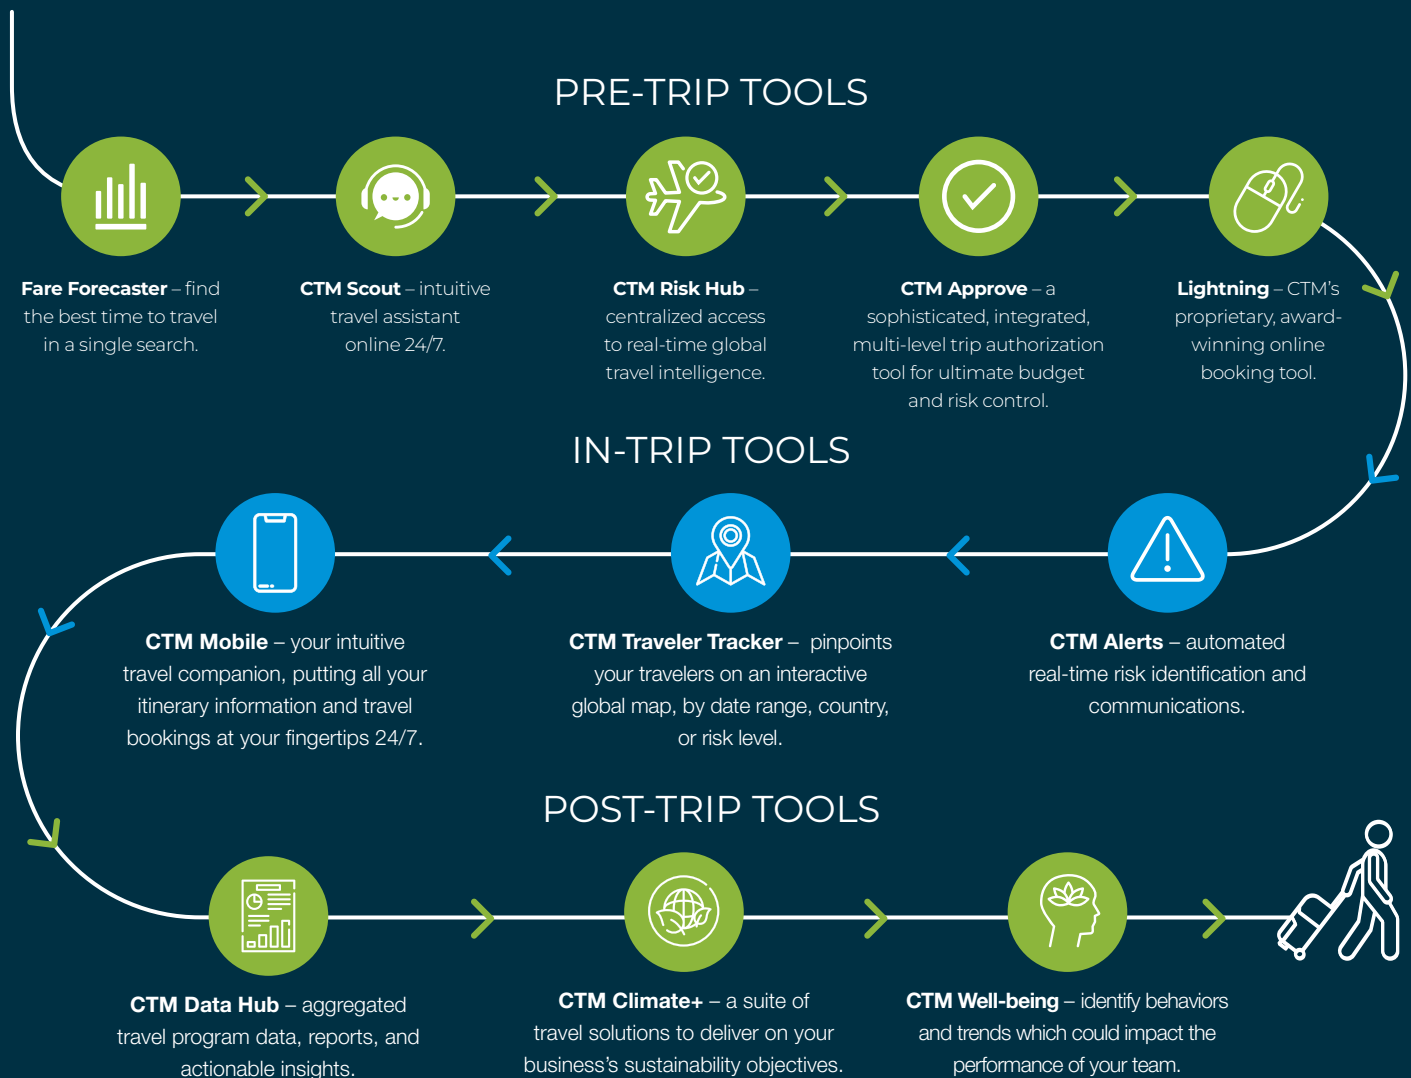 PRE-TRIP TOOLS
Fare Forecaster – find
the best time to travel
in a single search.
CTM Scout – intuitive
travel assistant
online 24/7.
CTM Risk Hub –
centralized access
to real-time global
travel intelligence.
CTM Approve – a
sophisticated, integrated,
multi-level trip authorization
tool for ultimate budget
and risk control.
Lightning – CTM’s
proprietary, award-
winning online
booking tool.
IN-TRIP TOOLS
CTM Mobile – your intuitive
travel companion, putting all your
itinerary information and travel
bookings at your fingertips 24/7.
CTM Traveler Tracker – pinpoints
your travelers on an interactive
global map, by date range, country,
or risk level.
CTM Alerts – automated
real-time risk identification and
communications.
POST-TRIP TOOLS
CTM Data Hub – aggregated
travel program data, reports, and
actionable insights.
CTM Climate+ – a suite of
travel solutions to deliver on your
business’s sustainability objectives.
CTM Well-being – identify behaviors
and trends which could impact the
performance of your team.